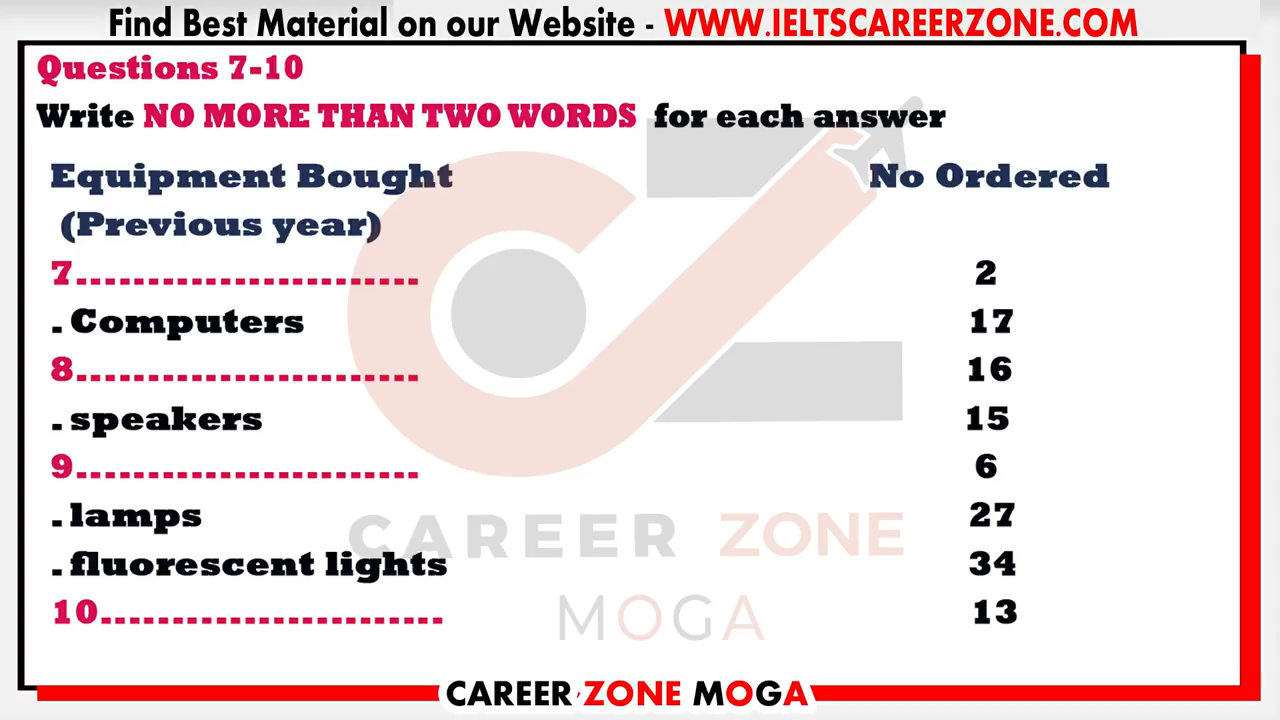 Find Best Material on our Website - WWW.IELTSCAREERZONE.COM
Questions 7-10
Write NO MORE THAN TWO WORDS for each answer
Equipment Bought No Ordered
(Previous year)
7........................ 2
. Computers 17
8........................ 16
. speakers 15
9........................ 6
. lamps 27
. fluorescent lights 34
10........................ 13
CAREER ZONE
MOGA
CAREER ZONE MOGA